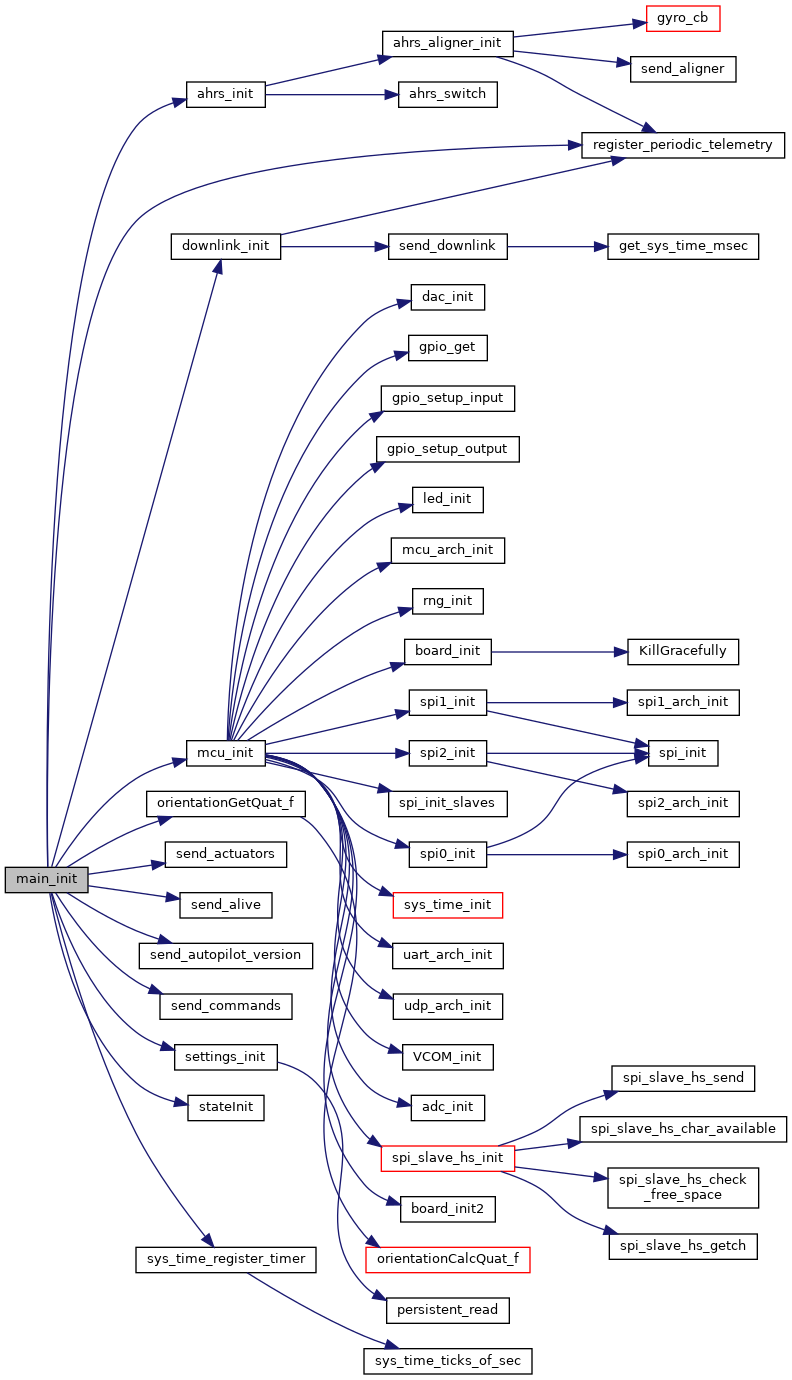 gyro_cb
ahrs_aligner_init
send_aligner
ahrs_init
ahrs_switch
register_periodic_telemetry
downlink_init
send_downlink
get_sys_time_msec
dac_init
gpio_get
gpio_setup_input
gpio_setup_output
led_init
mcu_arch_init
rng_init
board_init
KillGracefully
spi1_init
spi1_arch_init
mcu_init
spi2_init
spi_init
orientationGetQuat_f
spi_init_slaves
spi2_arch_init
send_actuators
spi0_init
spi0_arch_init
main_init
send_alive
sys_time_init
send_autopilot_version
uart_arch_init
send_commands
udp_arch_init
settings_init
VCOM_init
spi_slave_hs_send
stateInit
adc_init
spi_slave_hs_char_available
spi_slave_hs_init
spi_slave_hs_check
_free_space
board_init2
spi_slave_hs_getch
sys_time_register_timer
orientationCalcQuat_f
persistent_read
sys_time_ticks_of_sec